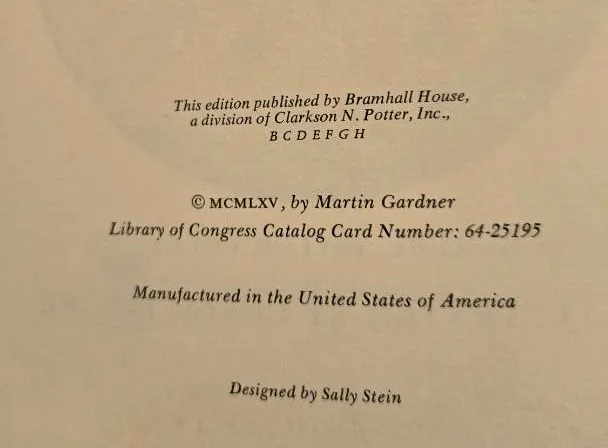 This edition published by Bramhall House,
a division of Clarkson N. Potter, Inc.,
B C D E F G H
© MCMLXV, by Martin Gardner
Library of Congress Catalog Card Number: 64-25195
Manufactured in the United States of America
Designed by Sally Stein